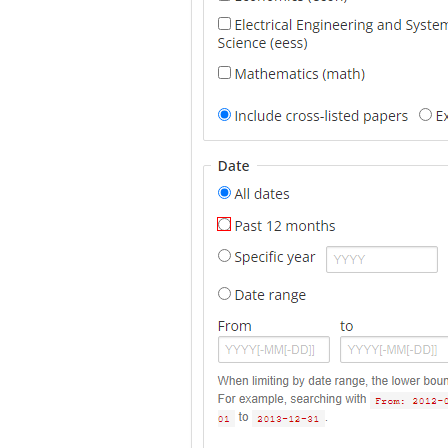 Electrical Engineering and System
Science (eess)
Mathematics (math)
Include cross-listed papers
Date
All dates
Past 12 months
Specific year
YYYY
Date range
From to
YYYY[-MM[-DD]] YYYY[-MM[-DD]]
When limiting by date range, the lower boun
For example, searching with From: 2012-0
01 to 2013-12-31 .